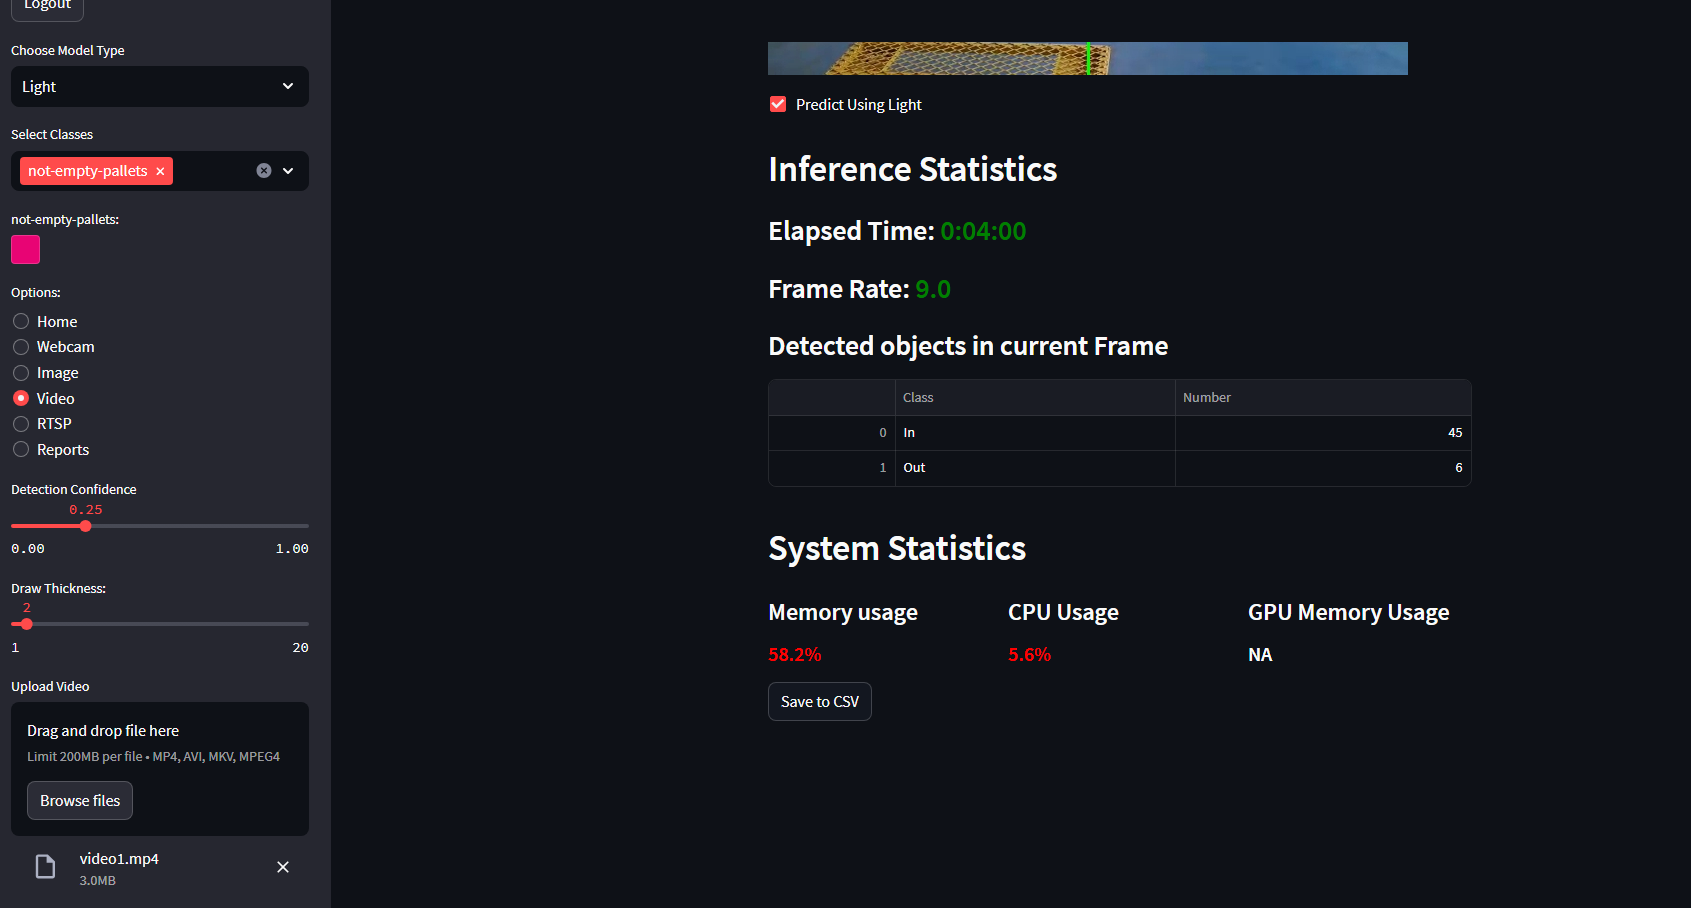 Logout
Choose Model Type
Light
Select Classes
not-empty-pallets ×
not-empty-pallets:
Options:
Home
Webcam
Image
Video
RTSP
Reports
Detection Confidence
0.25
0.00 1.00
Draw Thickness:
2
1 20
Upload Video
Drag and drop file here
Limit 200MB per file • MP4, AVI, MKV, MPEG4
Browse files
video1.mp4
3.0MB
Predict Using Light
Inference Statistics
Elapsed Time: 0:04:00
Frame Rate: 9.0
Detected objects in current Frame
Class Number
0 In 45
1 Out 6
System Statistics
Memory usage CPU Usage GPU Memory Usage
58.2% 5.6% NA
Save to CSV